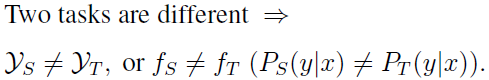 Two tasks are different ⇒
𝒴_S ≠ 𝒴_T, or f_S ≠ f_T (P_S(y|x) ≠ P_T(y|x)).